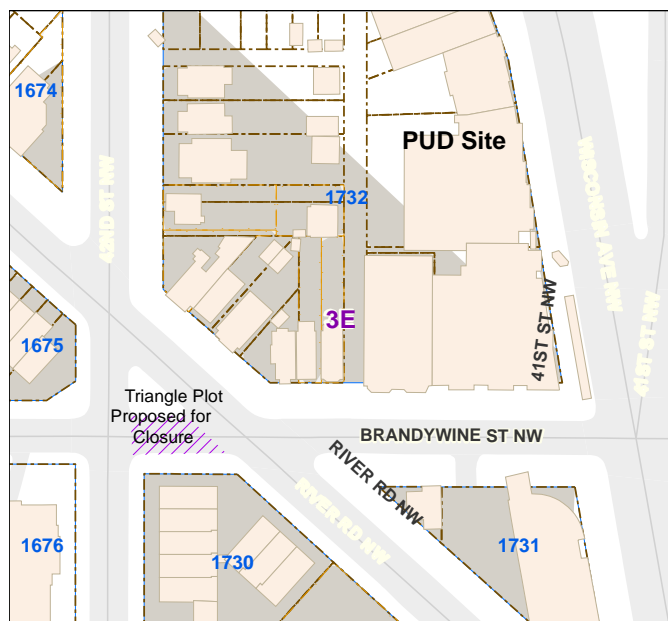 1674
PUD Site
WISCONSIN AVE NW
1732
42ND ST NW
3E
41ST ST NW
41ST ST NW
1675
Triangle Plot
Proposed for
Closure
BRANDYWINE ST NW
RIVER RD NW
RIVER RD NW
1676
1730
1731